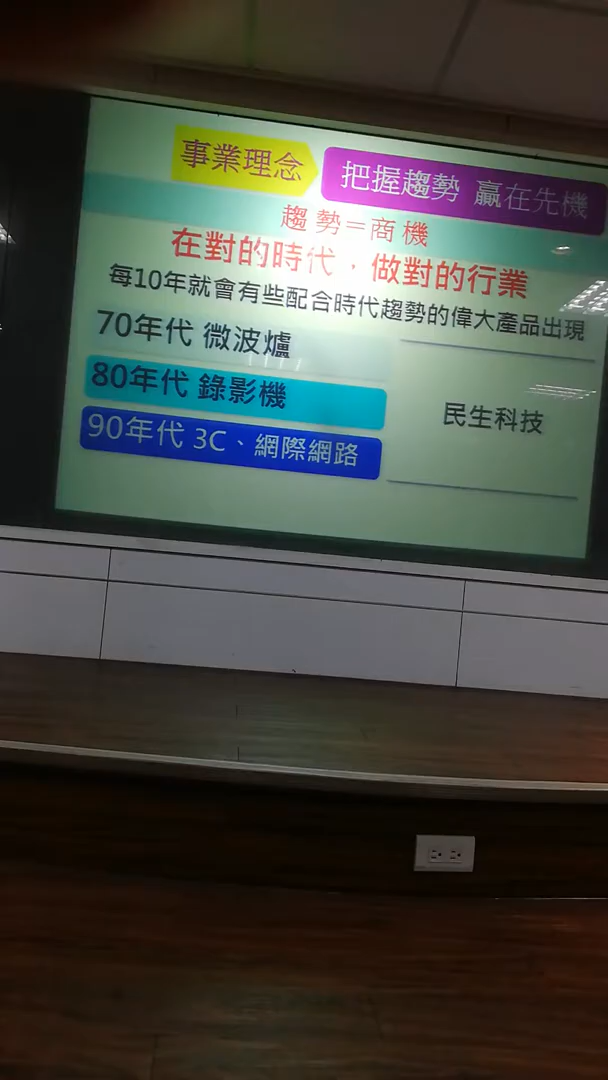 事業理念 把握趨勢 贏在先機
趨勢=商機
在對的時代,做對的行業
每10年就會有些配合時代趨勢的偉大產品出現
70年代 微波爐
80年代 錄影機
90年代 3C、網際網路
民生科技